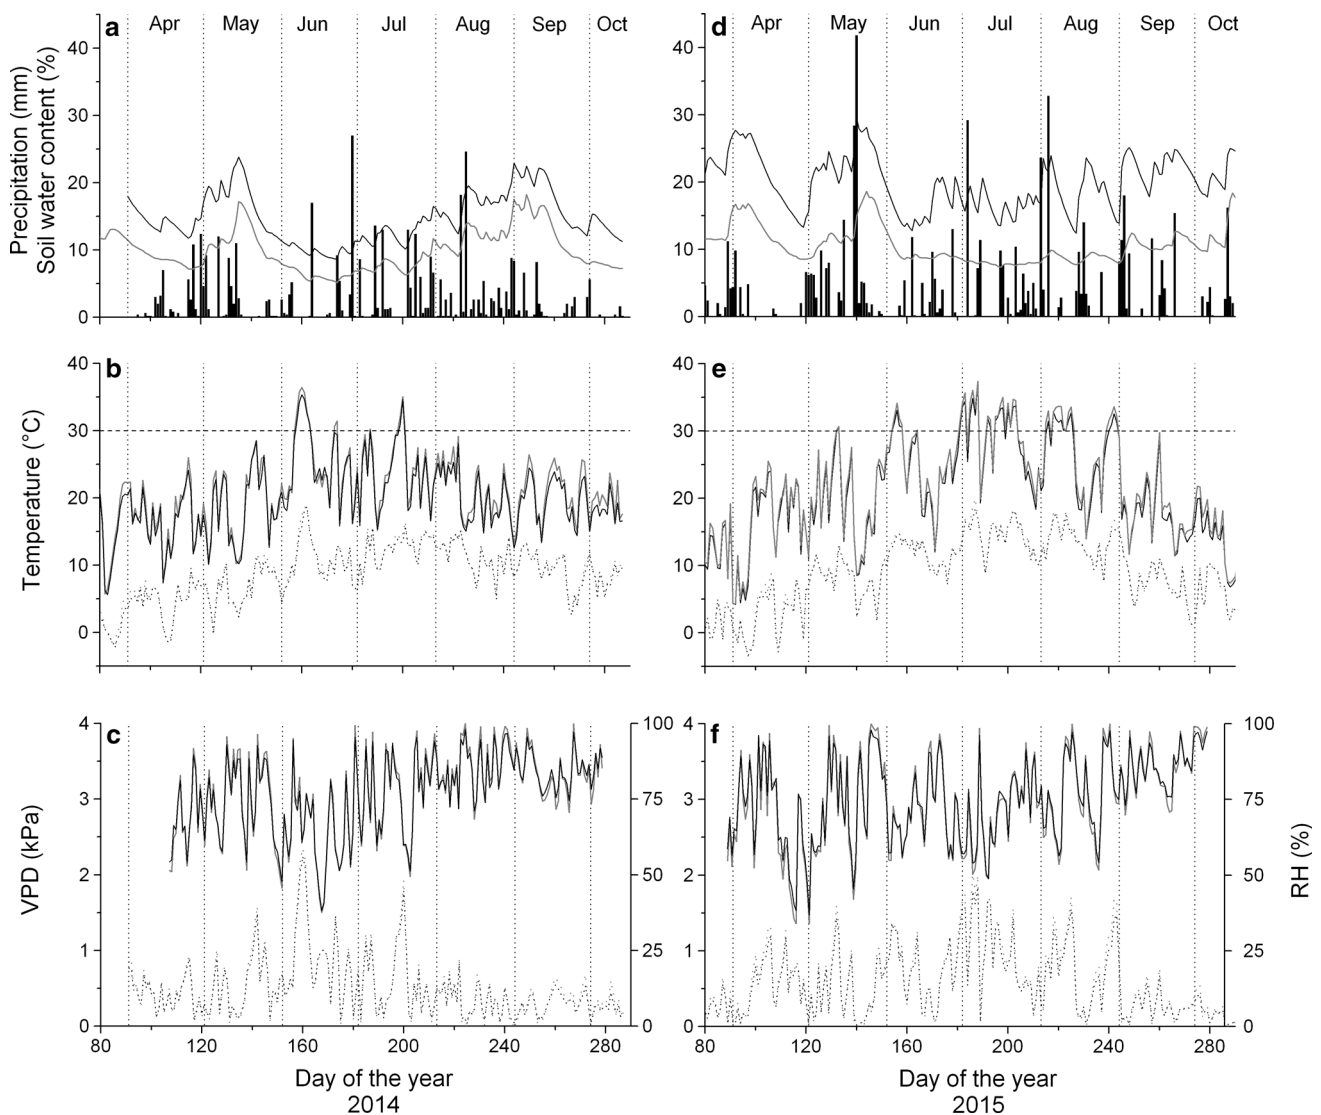 a Apr May Jun Jul Aug Sep Oct
d Apr May Jun Jul Aug Sep Oct
Precipitation (mm)
Soil water content (%)
40
30
20
10
0
40
30
20
10
0
b
e
Temperature (°C)
40
30
20
10
0
40
30
20
10
0
c
f
VPD (kPa)
4
3
2
1
0
100
75
50
25
0
4
3
2
1
0
100
75
50
25
0
RH (%)
80 120 160 200 240 280
80 120 160 200 240 280
Day of the year
2014
Day of the year
2015